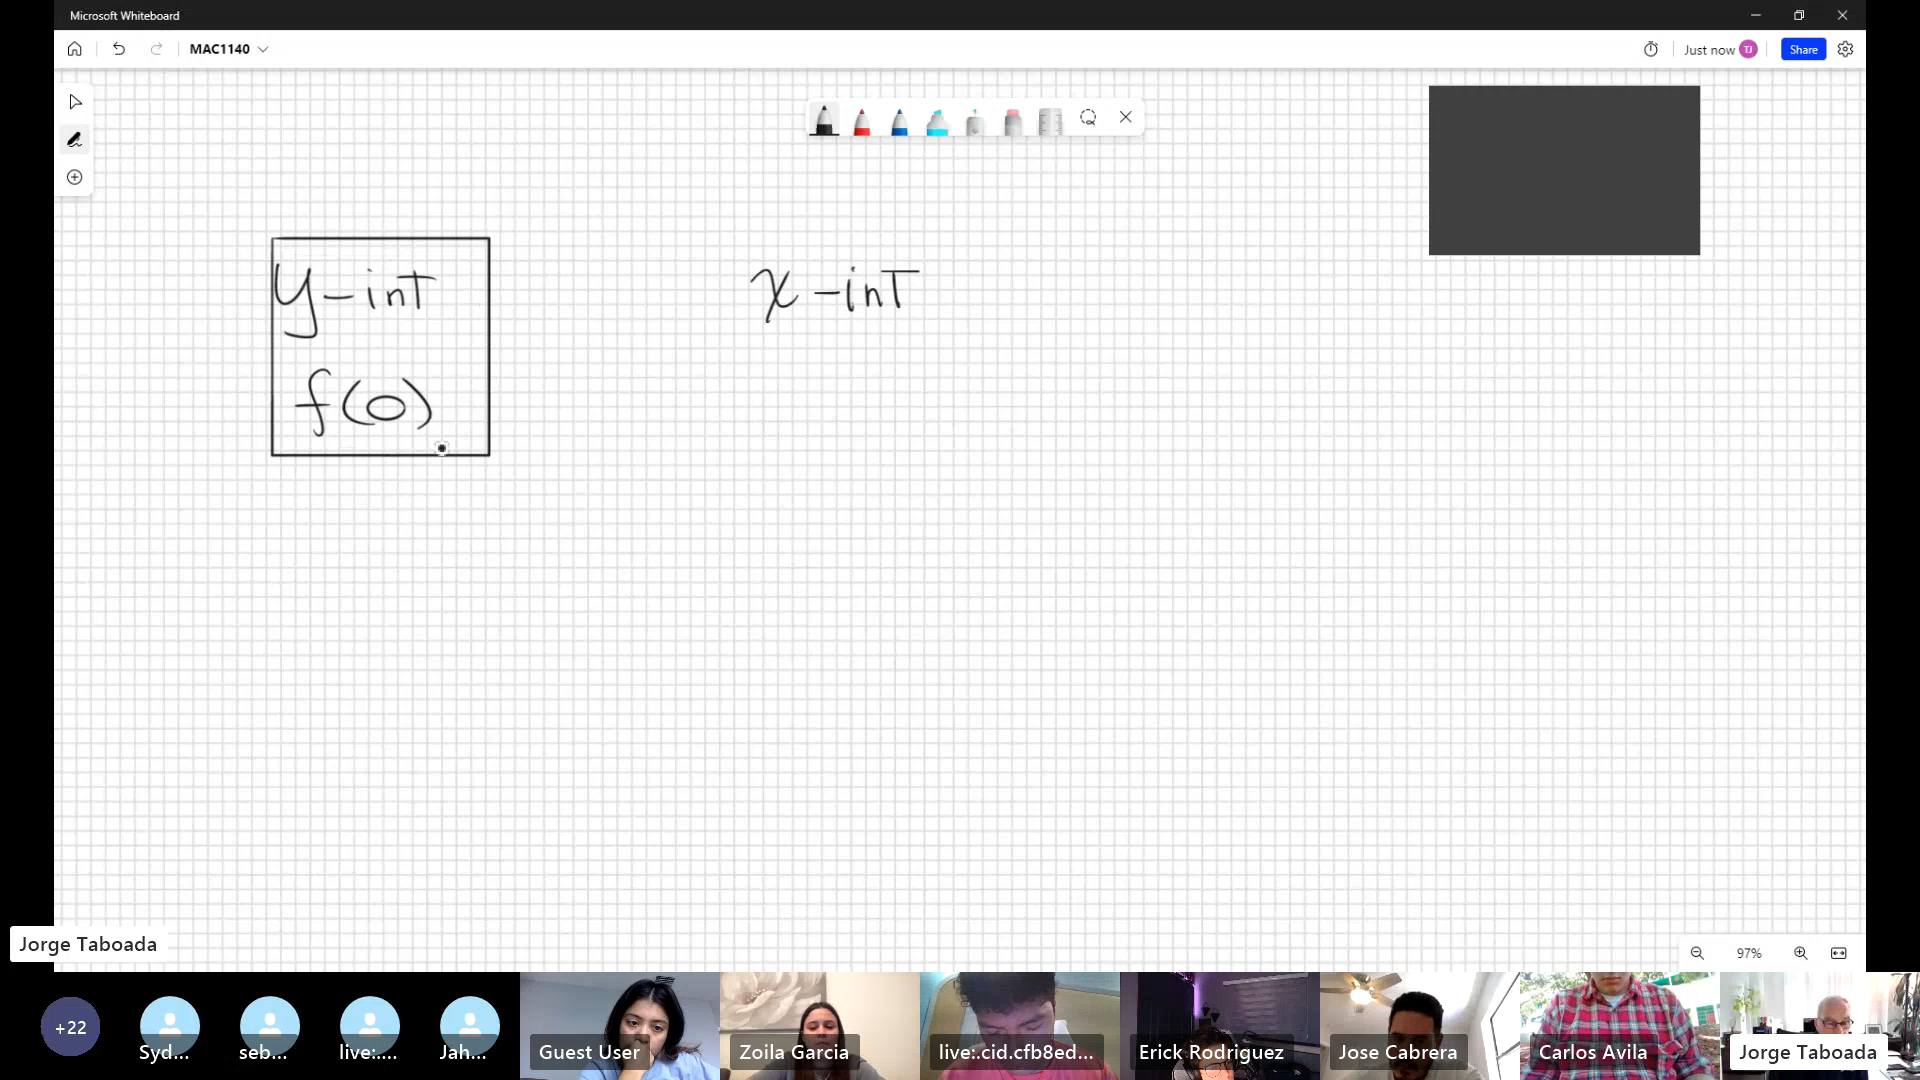 Microsoft Whiteboard
MAC1140
Just now TJ Share
y-inT
x-inT
f(0)
97%
Jorge Taboada
+22 Syd... seb... live:.... Jah... Guest User Zoila Garcia live:.cid.cfb8ed... Erick Rodriguez Jose Cabrera Carlos Avila Jorge Taboada